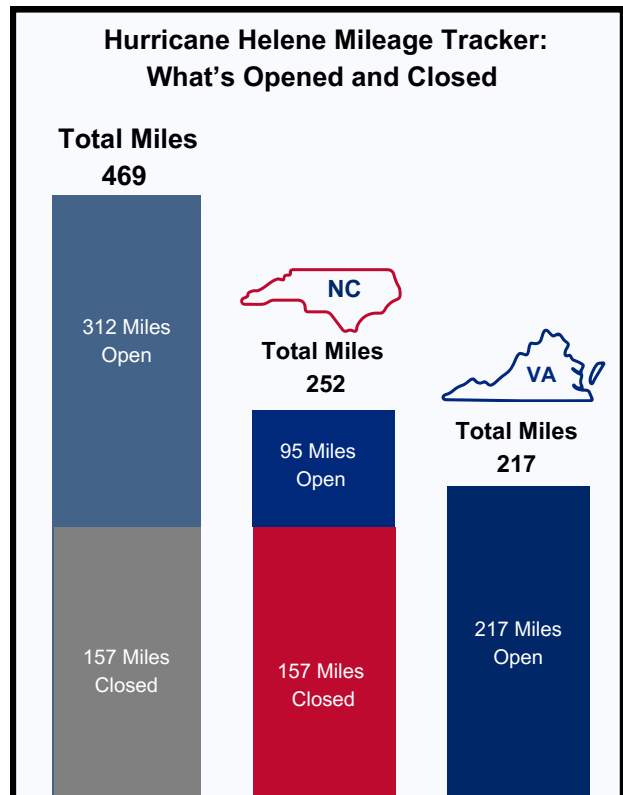 Hurricane Helene Mileage Tracker:
What's Opened and Closed
Total Miles
469
312 Miles
Open
157 Miles
Closed
NC
Total Miles
252
95 Miles
Open
157 Miles
Closed
VA
Total Miles
217
217 Miles
Open